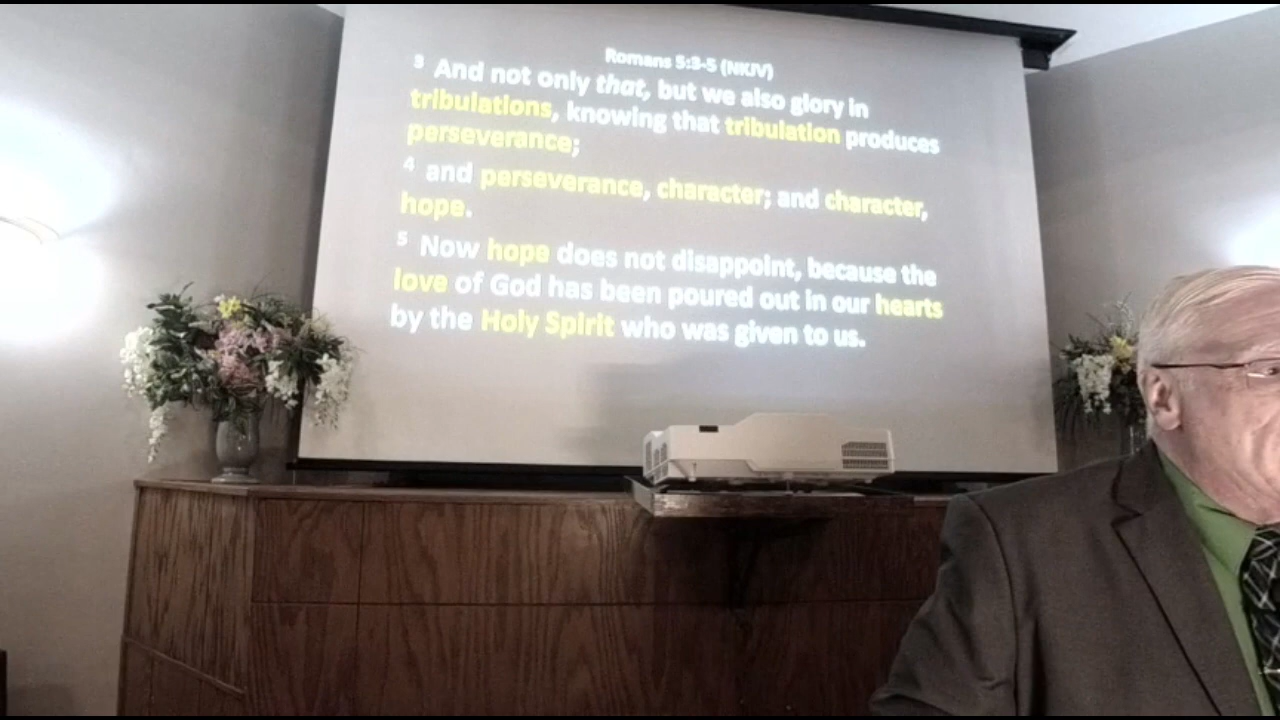 Romans 5:3-5 (NKJV)
3 And not only that, but we also glory in
tribulations, knowing that tribulation produces
perseverance;
4 and perseverance, character; and character,
hope.
5 Now hope does not disappoint, because the
love of God has been poured out in our hearts
by the Holy Spirit who was given to us.